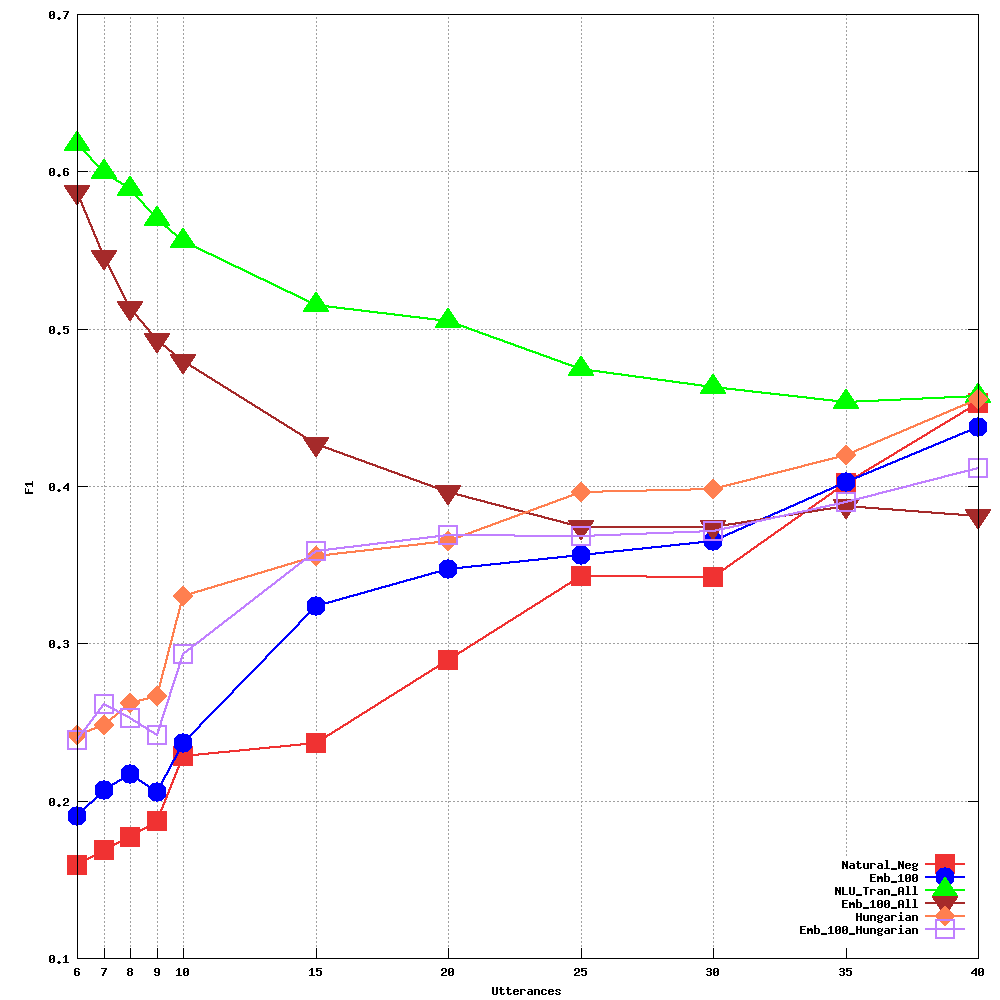 0.7
0.6
0.5
0.4
0.3
0.2
0.1
F1
6 7 8 9 10 15 20 25 30 35 40
Utterances
Natural_Neg
Emb_100
NLU_Tran_All
Emb_100_All
Hungarian
Emb_100_Hungarian